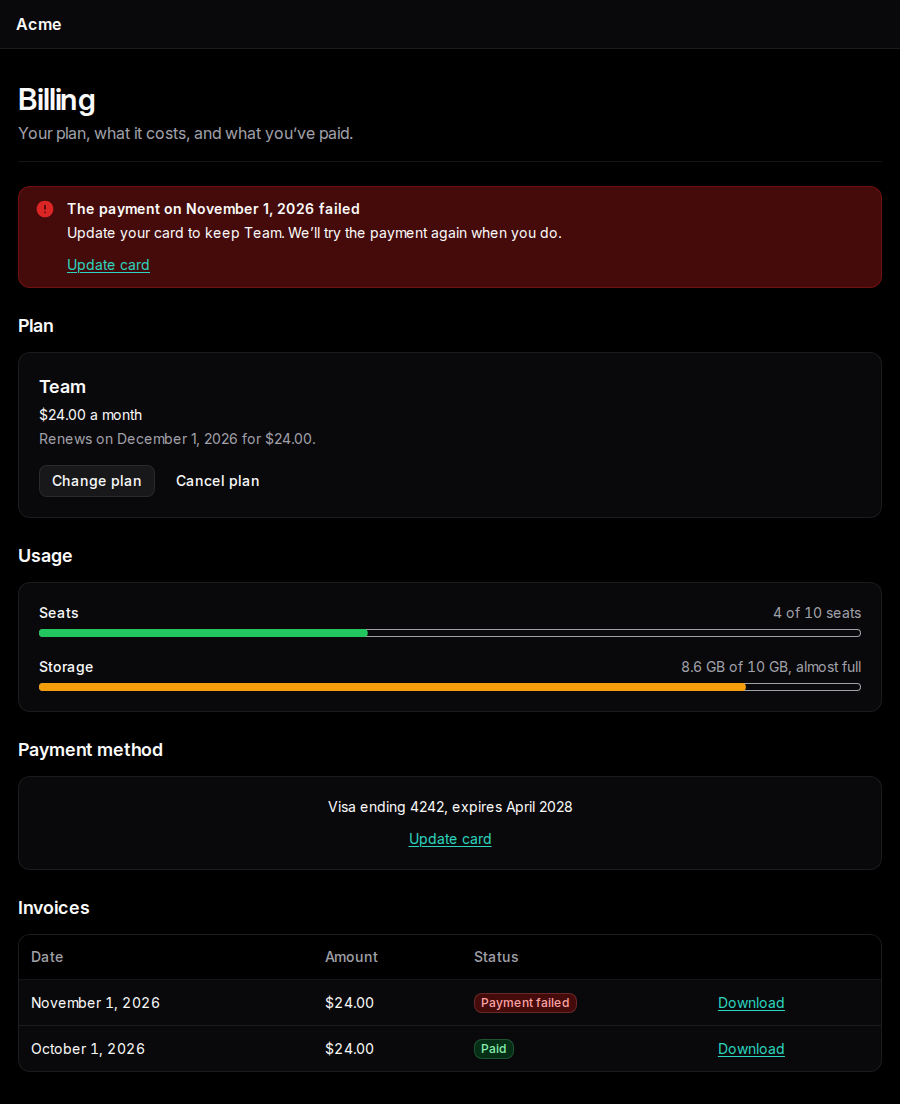 Acme
Billing
Your plan, what it costs, and what you've paid.
The payment on November 1, 2026 failed
Update your card to keep Team. We'll try the payment again when you do.
Update card
Plan
Team
$24.00 a month
Renews on December 1, 2026 for $24.00.
Change plan Cancel plan
Usage
Seats 4 of 10 seats
Storage 8.6 GB of 10 GB, almost full
Payment method
Visa ending 4242, expires April 2028
Update card
Invoices
Date Amount Status
November 1, 2026 $24.00 Payment failed Download
October 1, 2026 $24.00 Paid Download